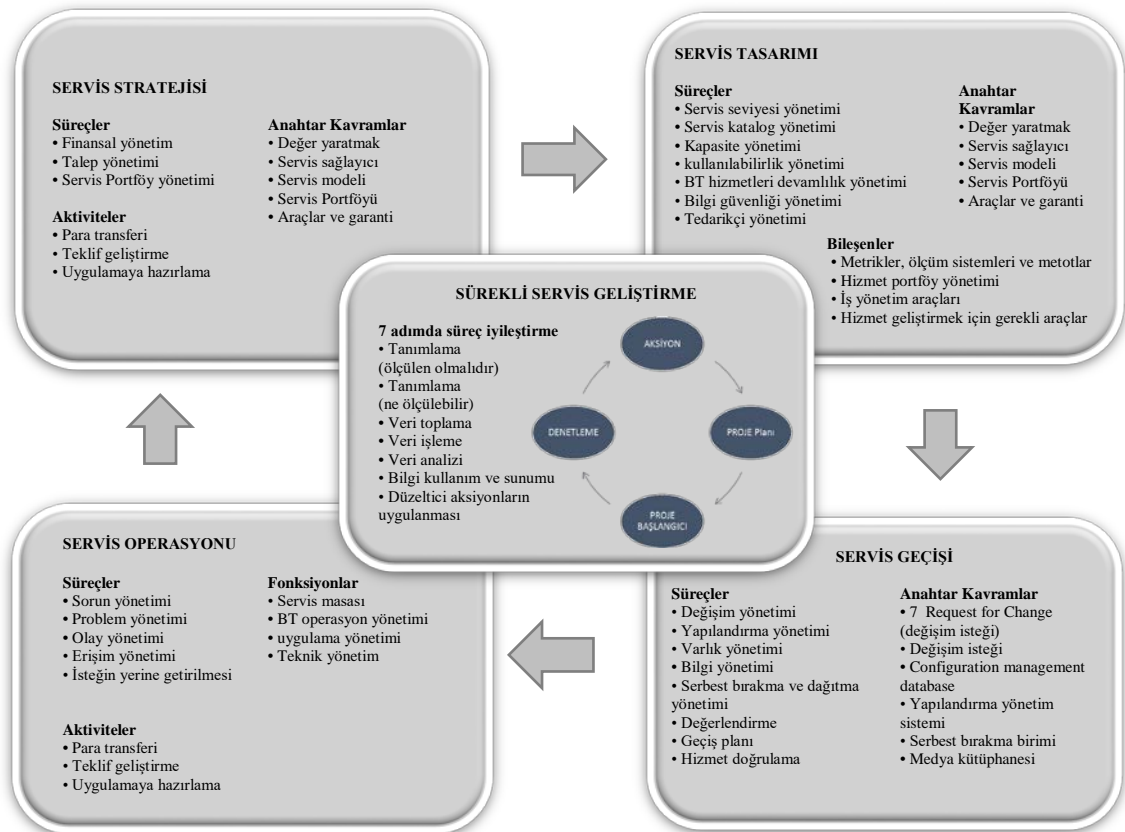 SERVİS STRATEJİSİ
Süreçler
• Finansal yönetim
• Talep yönetimi
• Servis Portföy yönetimi
Aktiviteler
• Para transferi
• Teklif geliştirme
• Uygulamaya hazırlama
Anahtar Kavramlar
• Değer yaratmak
• Servis sağlayıcı
• Servis modeli
• Servis Portföyü
• Araçlar ve garanti
SERVİS TASARIMI
Süreçler
• Servis seviyesi yönetimi
• Servis katalog yönetimi
• Kapasite yönetimi
• kullanılabilirlik yönetimi
• BT hizmetleri devamlılık yönetimi
• Bilgi güvenliği yönetimi
• Tedarikçi yönetimi
Anahtar
Kavramlar
• Değer yaratmak
• Servis sağlayıcı
• Servis modeli
• Servis Portföyü
• Araçlar ve garanti
Bileşenler
• Metrikler, ölçüm sistemleri ve metotlar
• Hizmet portföy yönetimi
• İş yönetim araçları
• Hizmet geliştirmek için gerekli araçlar
SÜREKLİ SERVİS GELİŞTİRME
7 adımda süreç iyileştirme
• Tanımlama
(ölçülen olmalıdır)
• Tanımlama
(ne ölçülebilir)
• Veri toplama
• Veri işleme
• Veri analizi
• Bilgi kullanım ve sunumu
• Düzeltici aksiyonların
uygulanması
AKSİYON
PROJE Planı
PROJE
BAŞLANGICI
DENETLEME
SERVİS OPERASYONU
Süreçler
• Sorun yönetimi
• Problem yönetimi
• Olay yönetimi
• Erişim yönetimi
• İsteğin yerine getirilmesi
Fonksiyonlar
• Servis masası
• BT operasyon yönetimi
• uygulama yönetimi
• Teknik yönetim
Aktiviteler
• Para transferi
• Teklif geliştirme
• Uygulamaya hazırlama
SERVİS GEÇİŞİ
Süreçler
• Değişim yönetimi
• Yapılandırma yönetimi
• Varlık yönetimi
• Bilgi yönetimi
• Serbest bırakma ve dağıtma
yönetimi
• Değerlendirme
• Geçiş planı
• Hizmet doğrulama
Anahtar Kavramlar
• 7 Request for Change
(değişim isteği)
• Değişim isteği
• Configuration management
database
• Yapılandırma yönetim
sistemi
• Serbest bırakma birimi
• Medya kütüphanesi